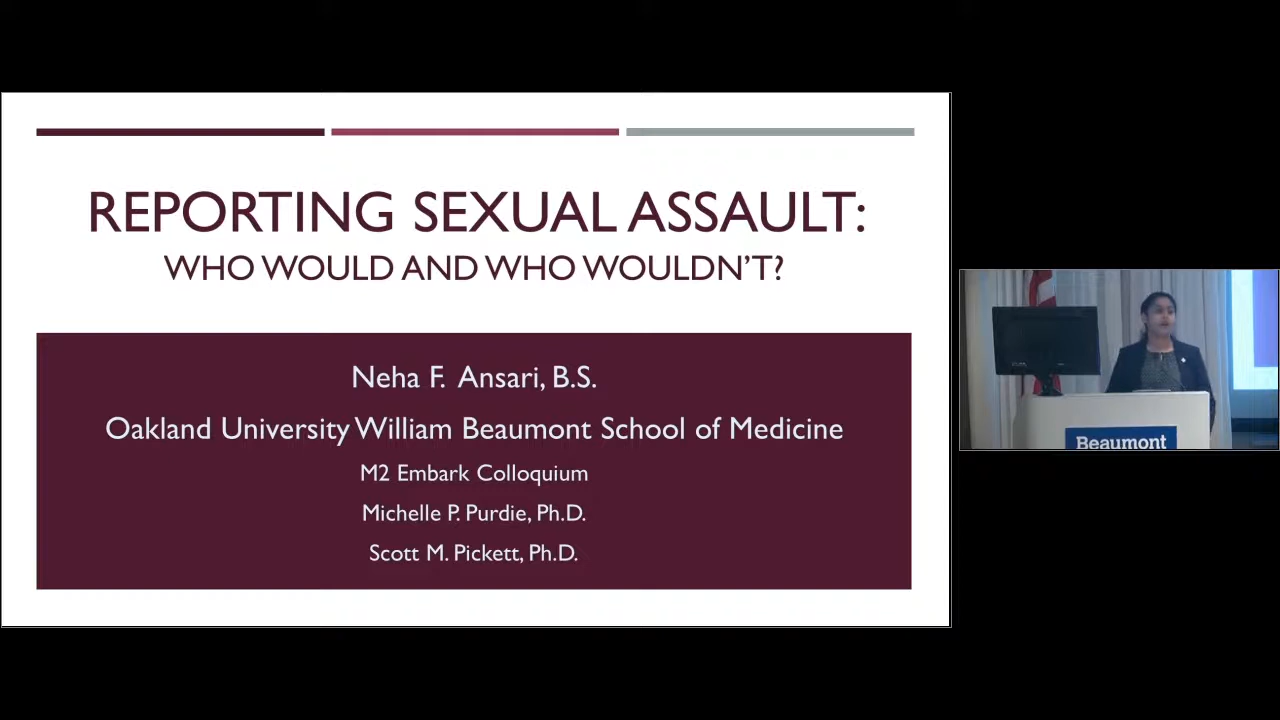 REPORTING SEXUAL ASSAULT:
WHO WOULD AND WHO WOULDN'T?
Neha F. Ansari, B.S.
Oakland University William Beaumont School of Medicine
M2 Embark Colloquium
Michelle P. Purdie, Ph.D.
Scott M. Pickett, Ph.D.
Beaumont